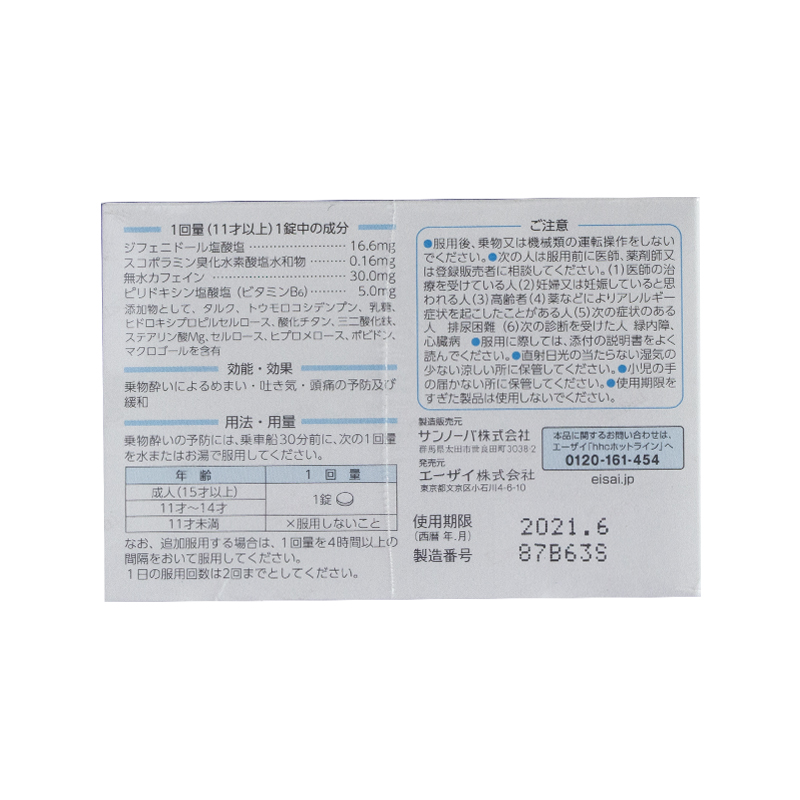 1回量(11才以上)1錠中の成分
ジフェニドール塩酸塩 ………………… 16.6mg
スコポラミン臭化水素酸塩水和物 ……… 0.16mg
無水カフェイン ………………………… 30.0mg
ピリドキシン塩酸塩(ビタミンB6) ……… 5.0mg
添加物として、タルク、トウモロコシデンプン、乳糖、
ヒドロキシプロピルセルロース、酸化チタン、三二酸化鉄、
ステアリン酸Mg、セルロース、ヒプロメロース、ポビドン、
マクロゴールを含有
効能・効果
乗物酔いによるめまい・吐き気・頭痛の予防及び
緩和
用法・用量
乗物酔いの予防には、乗車船30分前に、次の1回量
を水またはお湯で服用してください。
年齢 1回量
成人(15才以上)
1錠
11才〜14才
11才未満 ×服用しないこと
なお、追加服用する場合は、1回量を4時間以上の
間隔をおいて服用してください。
1日の服用回数は2回までとしてください。
ご注意
●服用後、乗物又は機械類の運転操作をしない
でください。●次の人は服用前に医師、薬剤師又
は登録販売者に相談してください。(1)医師の治
療を受けている人(2)妊婦又は妊娠していると思
われる人(3)高齢者(4)薬などによりアレルギー
症状を起こしたことがある人(5)次の症状のある
人 排尿困難 (6)次の診断を受けた人 緑内障、
心臓病 ●服用に際しては、添付の説明書をよく
読んでください。●直射日光の当たらない湿気の
少ない涼しい所に保管してください。●小児の手
の届かない所に保管してください。●使用期限を
すぎた製品は使用しないでください。
製造販売元
サンノーバ株式会社
群馬県太田市世良田町3038-2
発売元
エーザイ株式会社
東京都文京区小石川4-6-10
本品に関するお問い合わせは、
エーザイ「hhcホットライン」へ
0120-161-454
eisai.jp
使用期限 2021.6
(西暦 年.月)
製造番号 87B63S